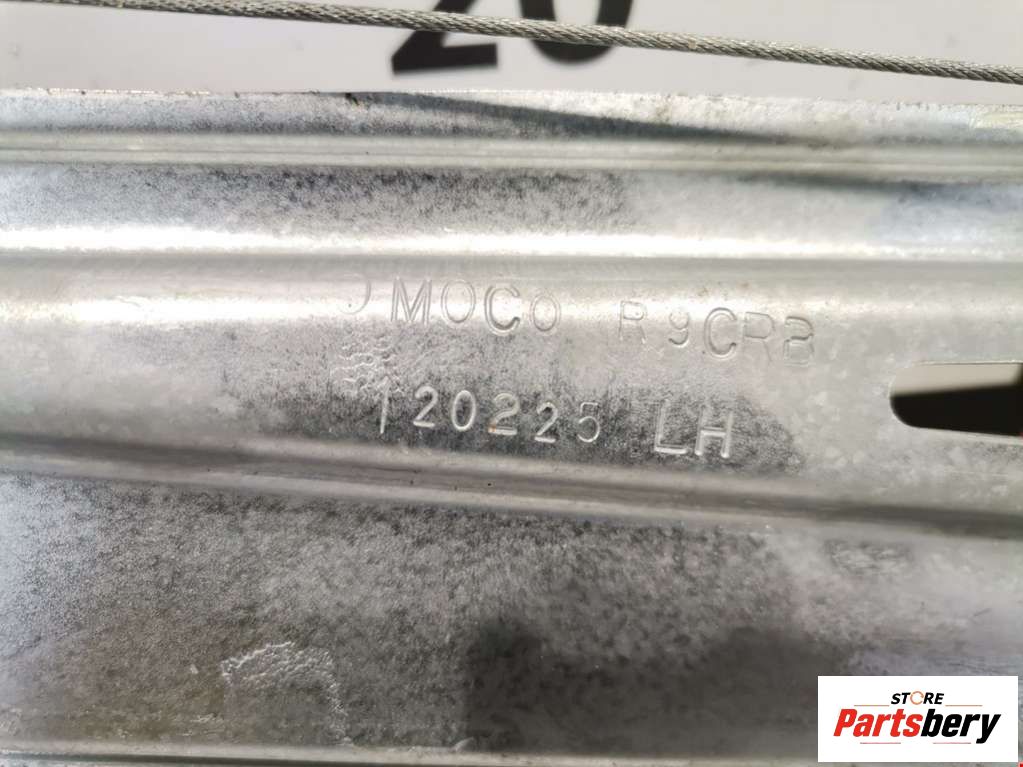 20
MOCo R9CRB
120225 LH
STORE
Partsbery